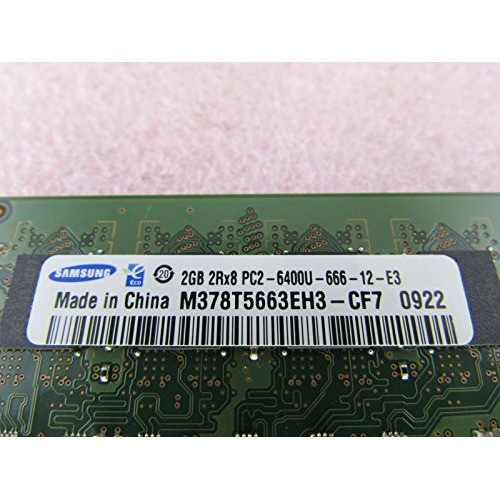 SAMSUNG Eco 20 2GB 2Rx8 PC2-6400U-666-12-E3
Made in China M378T5663EH3-CF7 0922